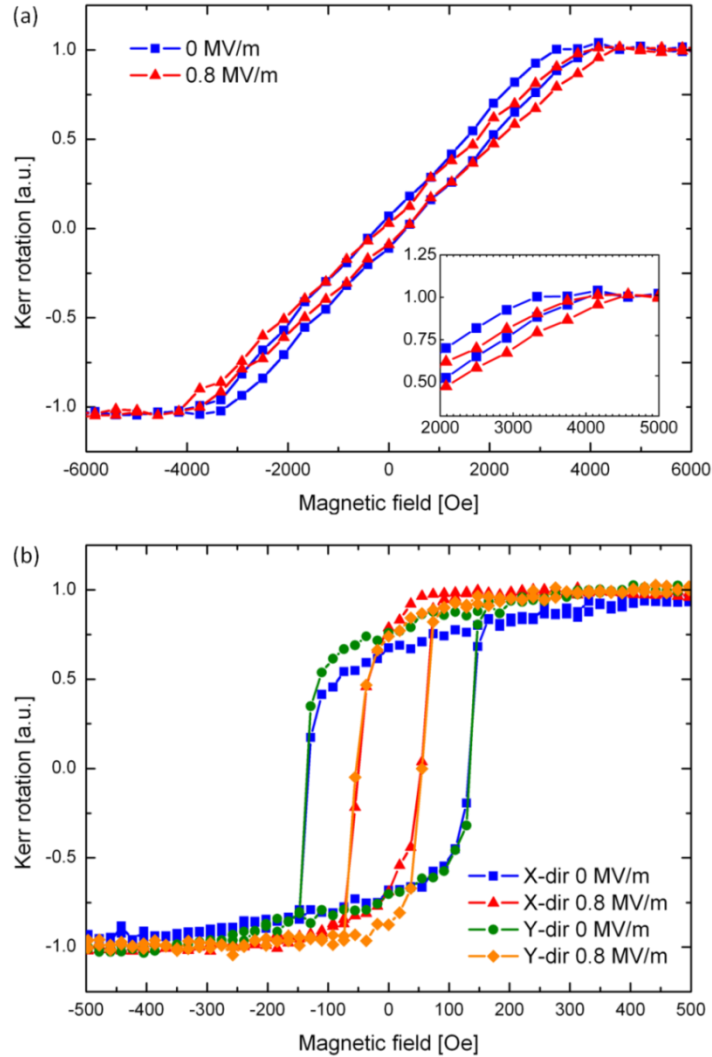 (a)
0 MV/m
0.8 MV/m
Kerr rotation [a.u.]
1.0
0.5
0.0
-0.5
-1.0
1.25
1.00
0.75
0.50
2000 3000 4000 5000
-6000 -4000 -2000 0 2000 4000 6000
Magnetic field [Oe]
(b)
Kerr rotation [a.u.]
1.0
0.5
0.0
-0.5
-1.0
X-dir 0 MV/m
X-dir 0.8 MV/m
Y-dir 0 MV/m
Y-dir 0.8 MV/m
-500 -400 -300 -200 -100 0 100 200 300 400 500
Magnetic field [Oe]